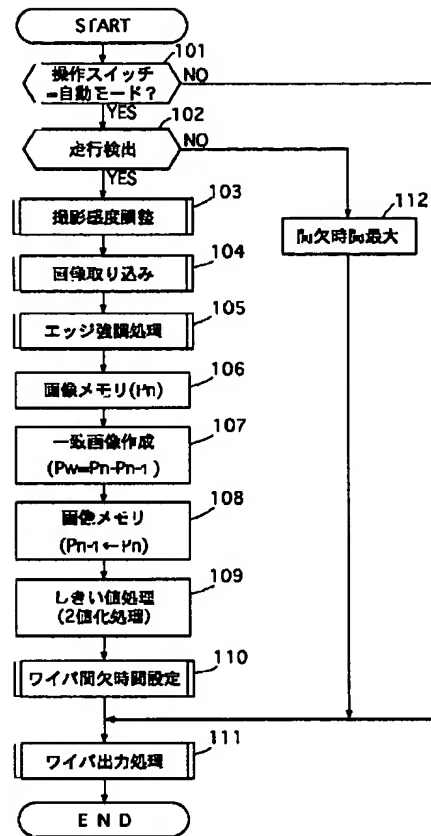 START
101
操作スイッチ
=自動モード?
NO
YES
102
走行検出
NO
YES
103
撮影感度調整
112
間欠時間最大
104
画像取り込み
105
エッジ強調処理
106
画像メモリ(Pn)
107
一致画像作成
(Pw=Pn-Pn-1)
108
画像メモリ
(Pn-1←Pn)
109
しきい値処理
(2値化処理)
110
ワイパ間欠時間設定
111
ワイパ出力処理
END